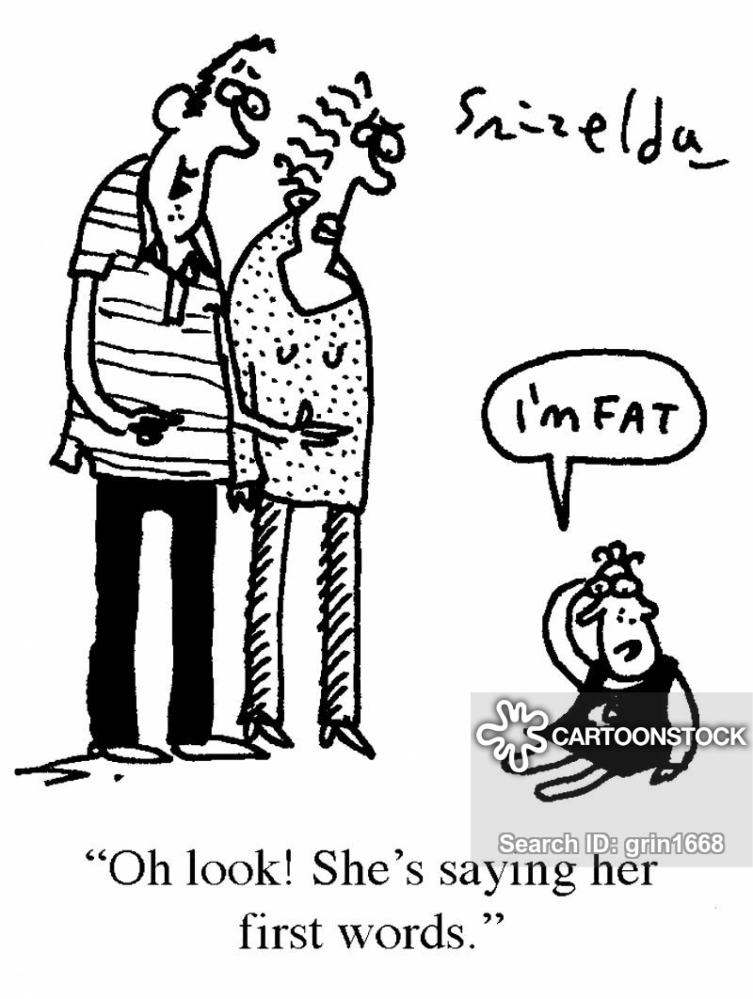 Grizelda
I'm FAT
CARTOONSTOCK
Search ID: grin1668
“Oh look! She’s saying her
first words.”